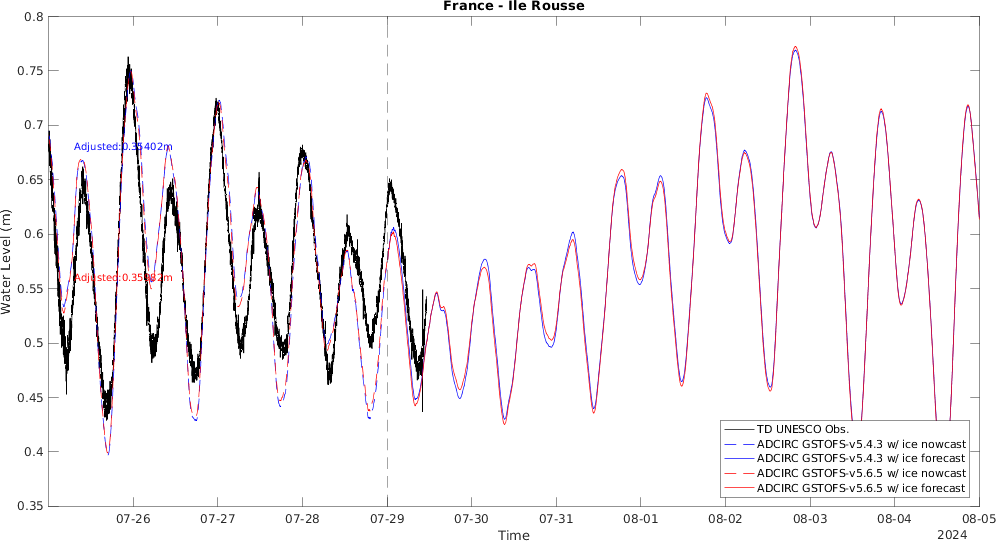 France - Ile Rousse
Water Level (m)
0.8
0.75
0.7
0.65
0.6
0.55
0.5
0.45
0.4
0.35
Adjusted:0.35402m
07-26
07-27
07-28
07-29
07-30
07-31
08-01
08-02
08-03
08-04
08-05
Time
2024
TD UNESCO Obs.
ADCIRC GSTOFS-v5.4.3 w/ ice nowcast
ADCIRC GSTOFS-v5.4.3 w/ ice forecast
ADCIRC GSTOFS-v5.6.5 w/ ice nowcast
ADCIRC GSTOFS-v5.6.5 w/ ice forecast